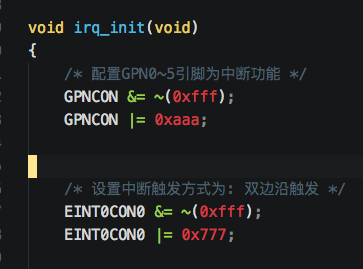 void irq_init(void)
{
/* 配置GPN0~5引脚为中断功能 */
GPNCON &= ~(0xfff);
GPNCON |= 0xaaa;
/* 设置中断触发方式为: 双边沿触发 */
EINT0CON0 &= ~(0xfff);
EINT0CON0 |= 0x777;